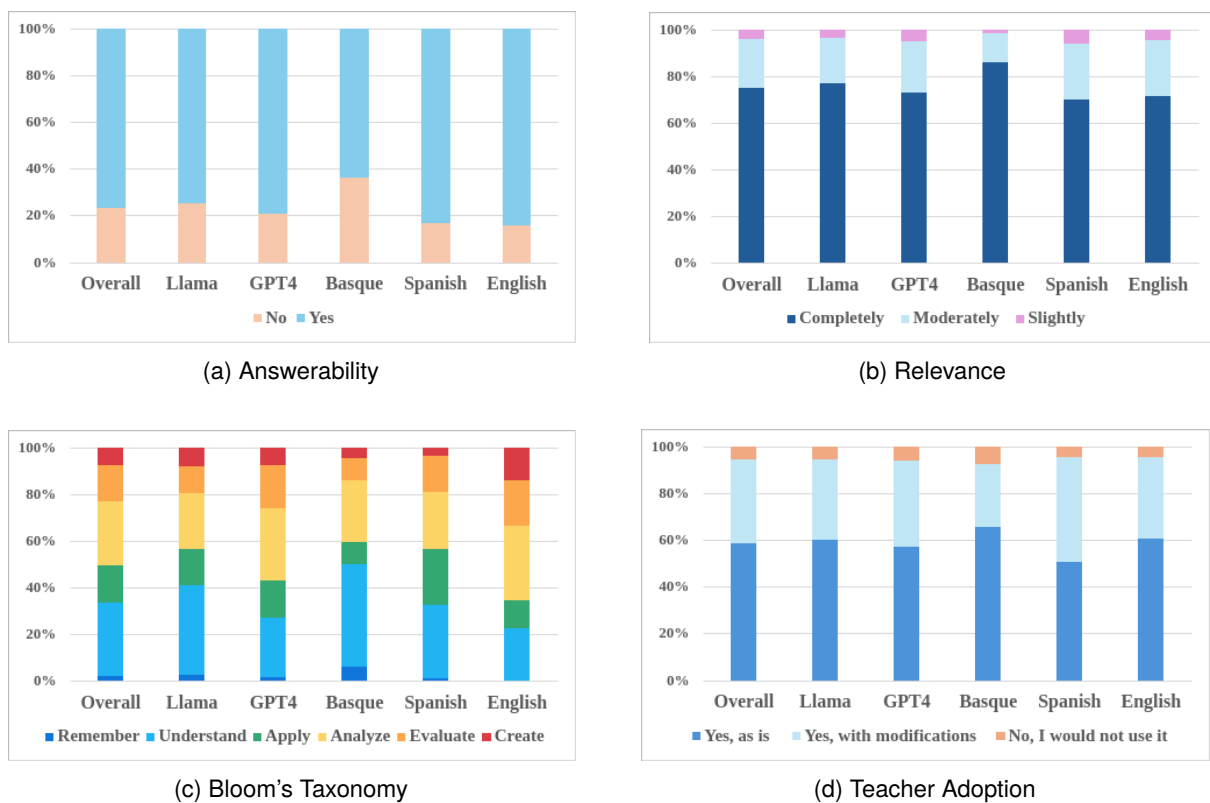 100%
80%
60%
40%
20%
0%
Overall Llama GPT4 Basque Spanish English
No Yes
(a) Answerability
100%
80%
60%
40%
20%
0%
Overall Llama GPT4 Basque Spanish English
Completely Moderately Slightly
(b) Relevance
100%
80%
60%
40%
20%
0%
Overall Llama GPT4 Basque Spanish English
Remember Understand Apply Analyze Evaluate Create
(c) Bloom's Taxonomy
100%
80%
60%
40%
20%
0%
Overall Llama GPT4 Basque Spanish English
Yes, as is Yes, with modifications No, I would not use it
(d) Teacher Adoption